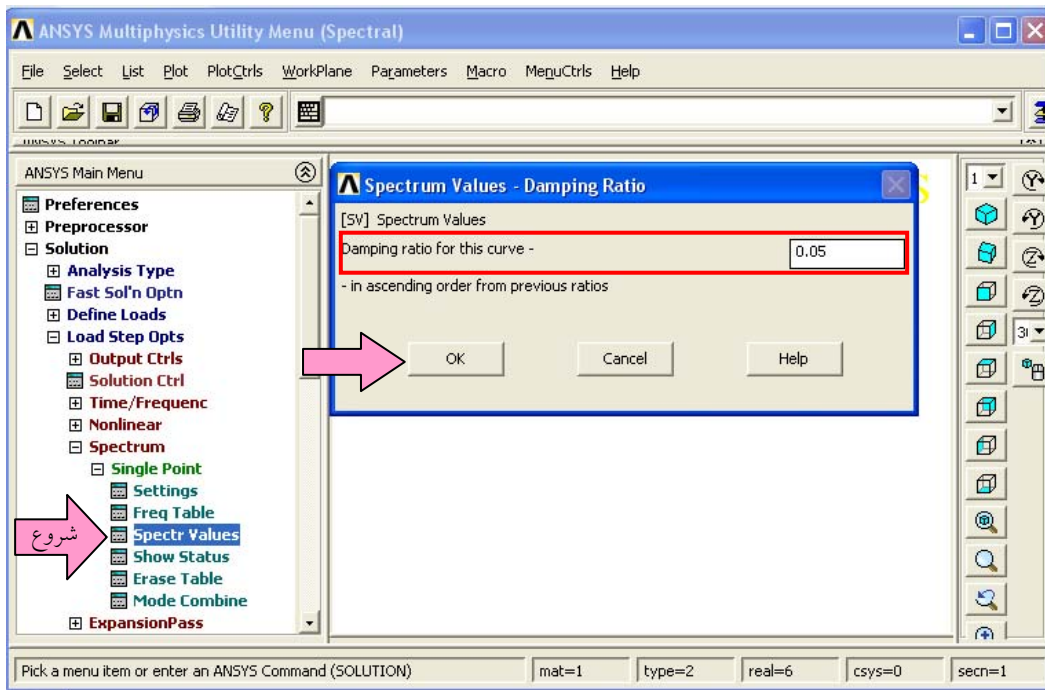 ANSYS Multiphysics Utility Menu (Spectral)
File Select List Plot PlotCtrls WorkPlane Parameters Macro MenuCtrls Help
ANSYS Toolbar
ANSYS Main Menu
Preferences
Preprocessor
Solution
Analysis Type
Fast Sol'n Optn
Define Loads
Load Step Opts
Output Ctrls
Solution Ctrl
Time/Frequenc
Nonlinear
Spectrum
Single Point
Settings
Freq Table
شروع
Spectr Values
Show Status
Erase Table
Mode Combine
ExpansionPass
Spectrum Values - Damping Ratio
[SV] Spectrum Values
Damping ratio for this curve - 0.05
- in ascending order from previous ratios
OK Cancel Help
S
1
Y
Y
Z
Z
Pick a menu item or enter an ANSYS Command (SOLUTION) mat=1 type=2 real=6 csys=0 secn=1